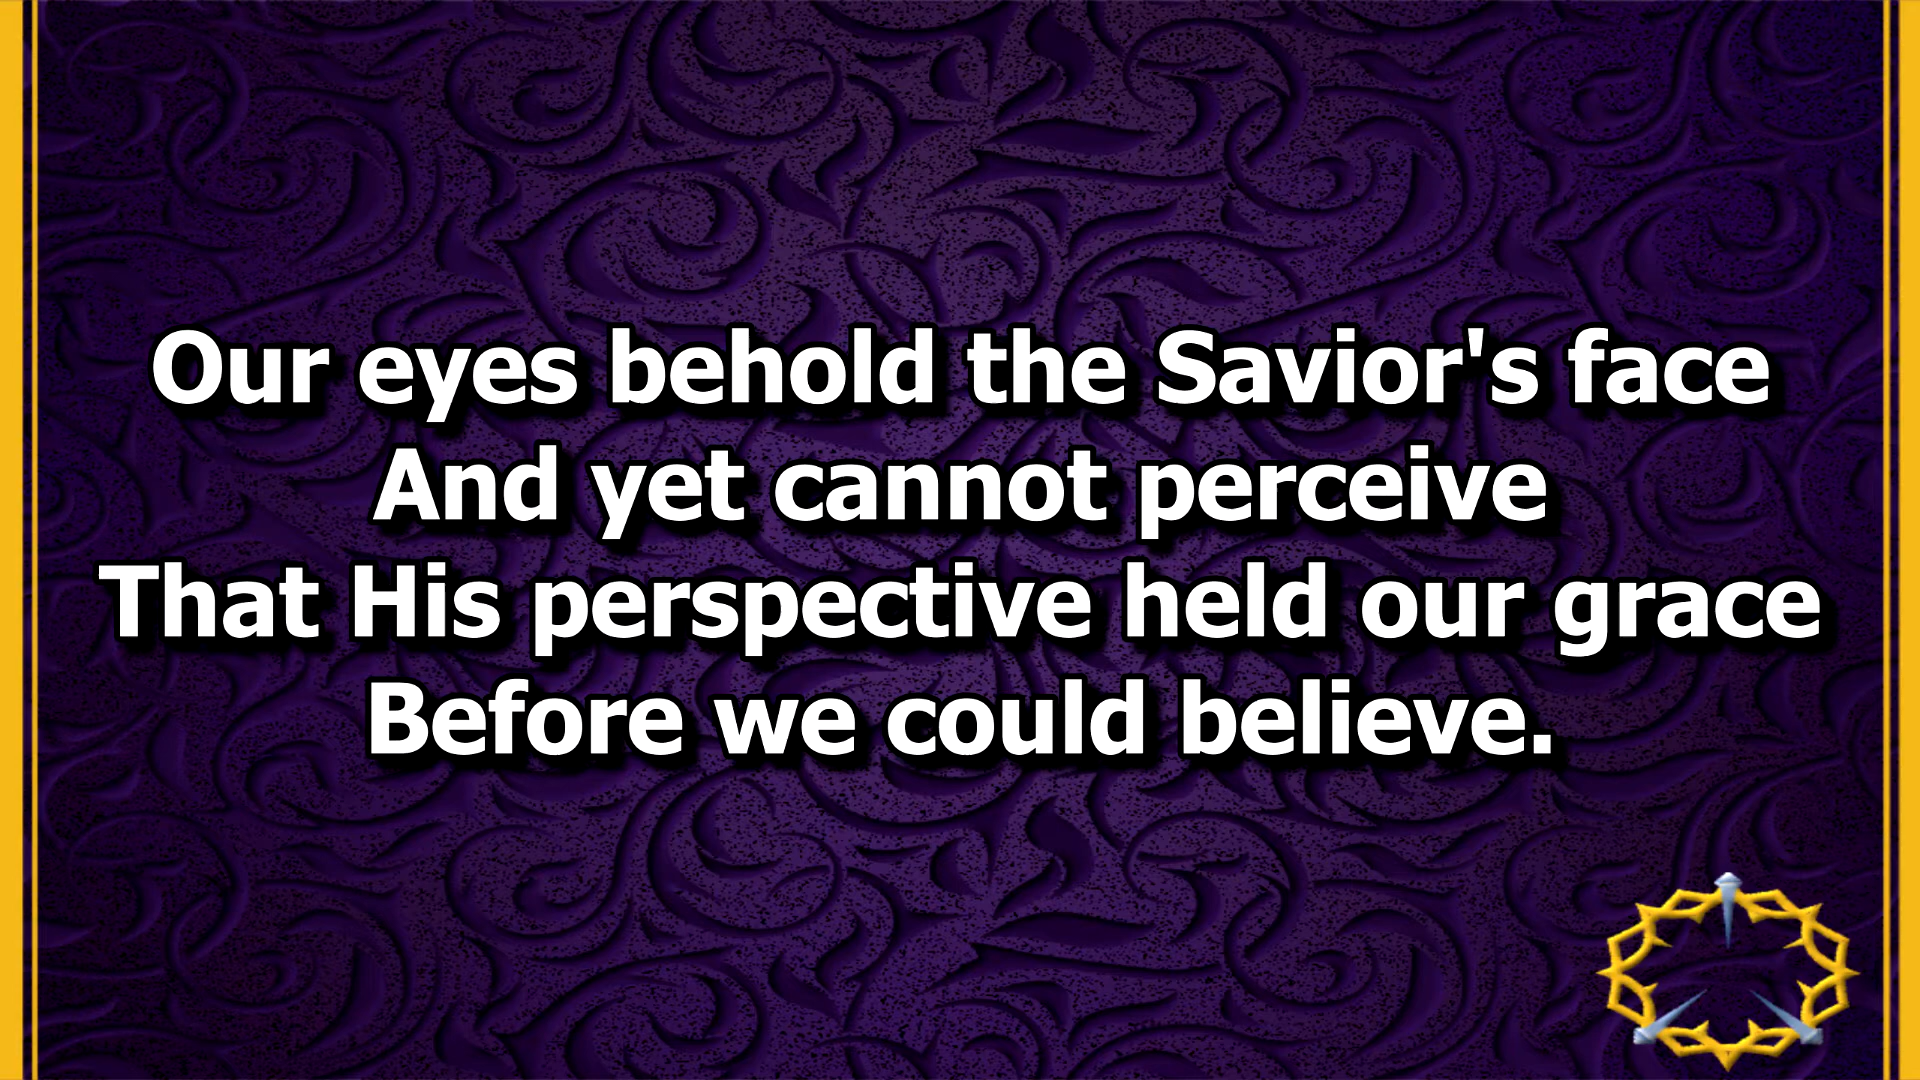 Our eyes behold the Savior's face
And yet cannot perceive
That His perspective held our grace
Before we could believe.